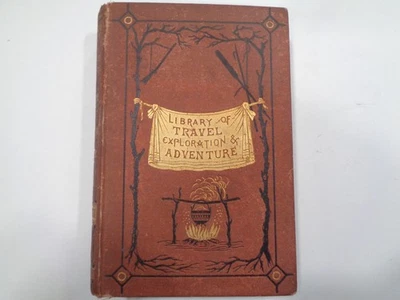 LIBRARY OF
TRAVEL
EXPLORATION &
ADVENTURE